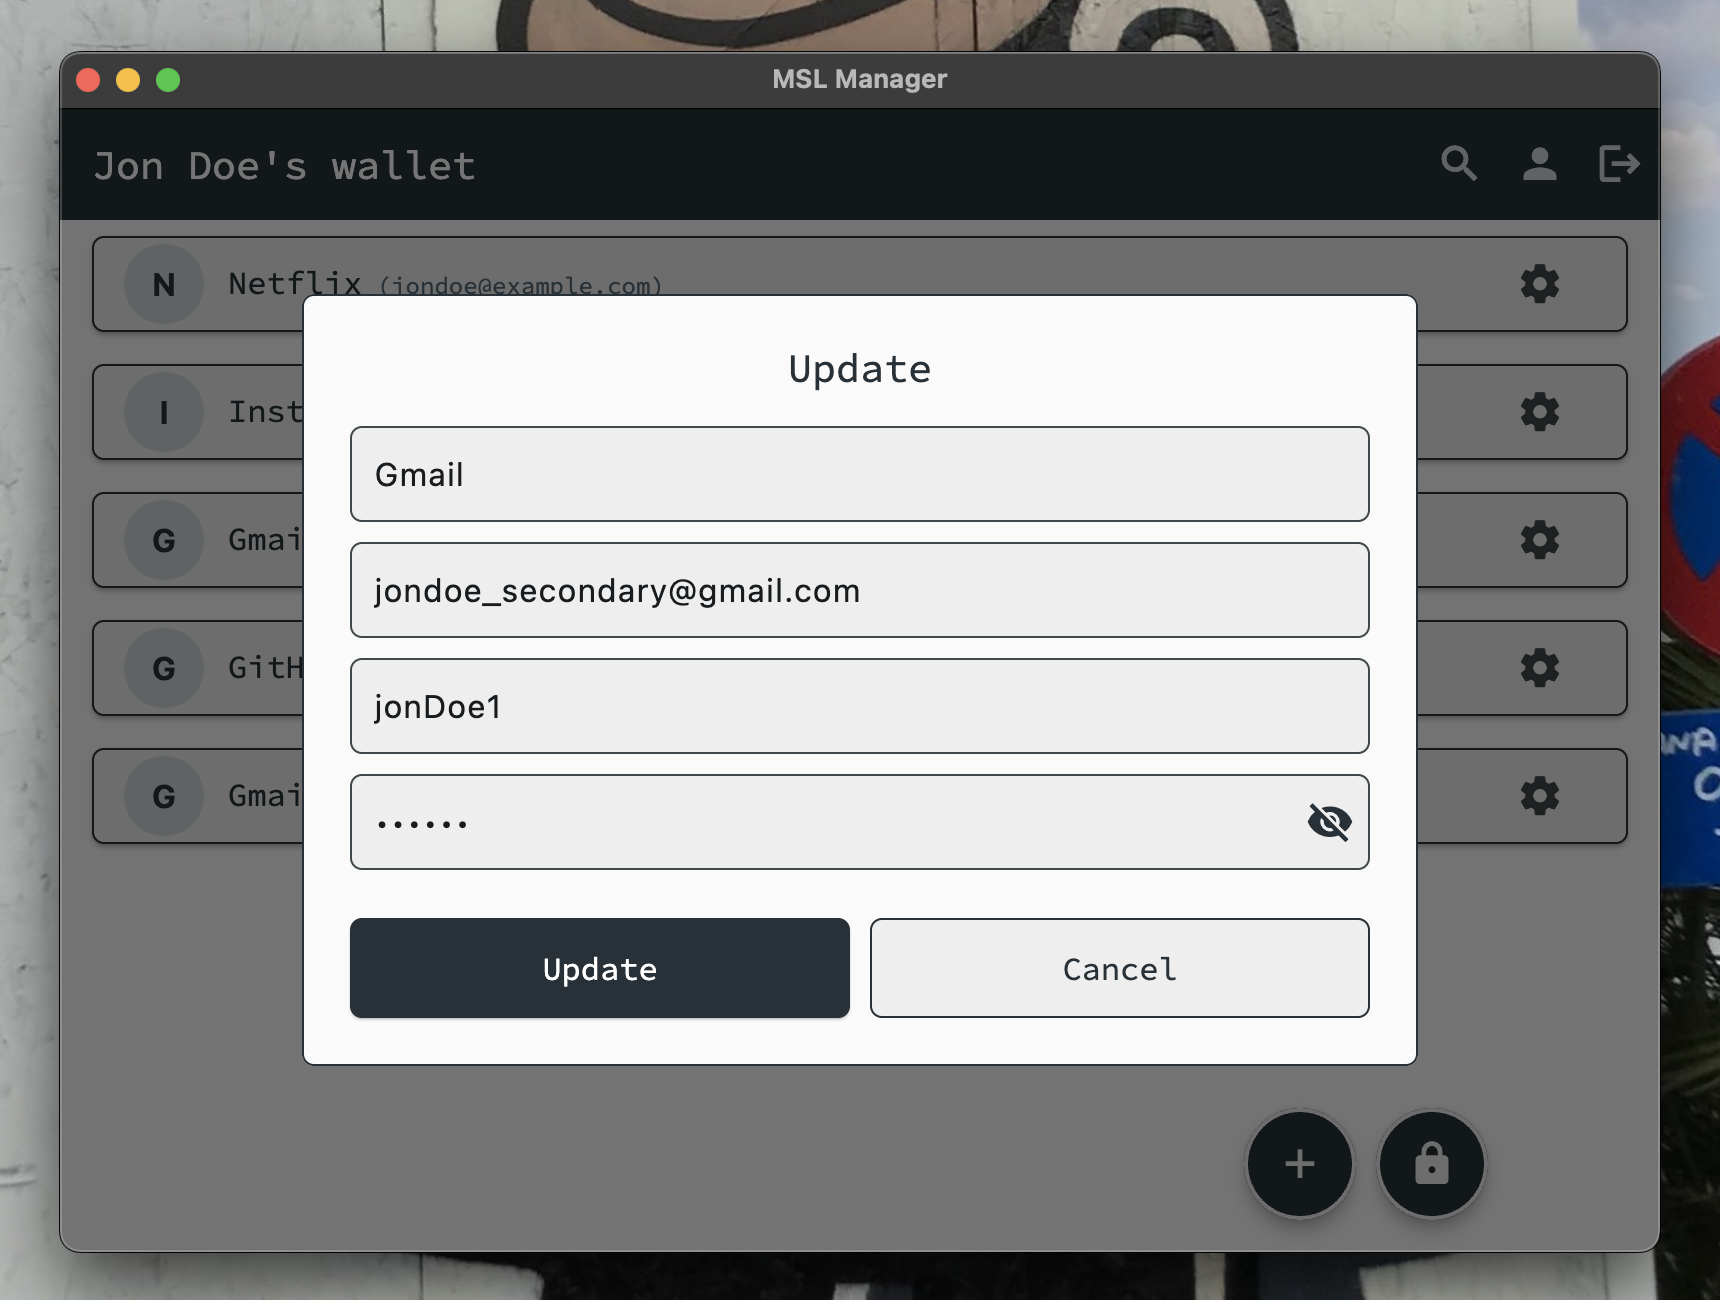 MSL Manager
Jon Doe's wallet
N Netflix (jondoe@example.com)
I Inst
G Gmai
G GitH
G Gmai
Update
Gmail
jondoe_secondary@gmail.com
jonDoe1
••••••
Update
Cancel